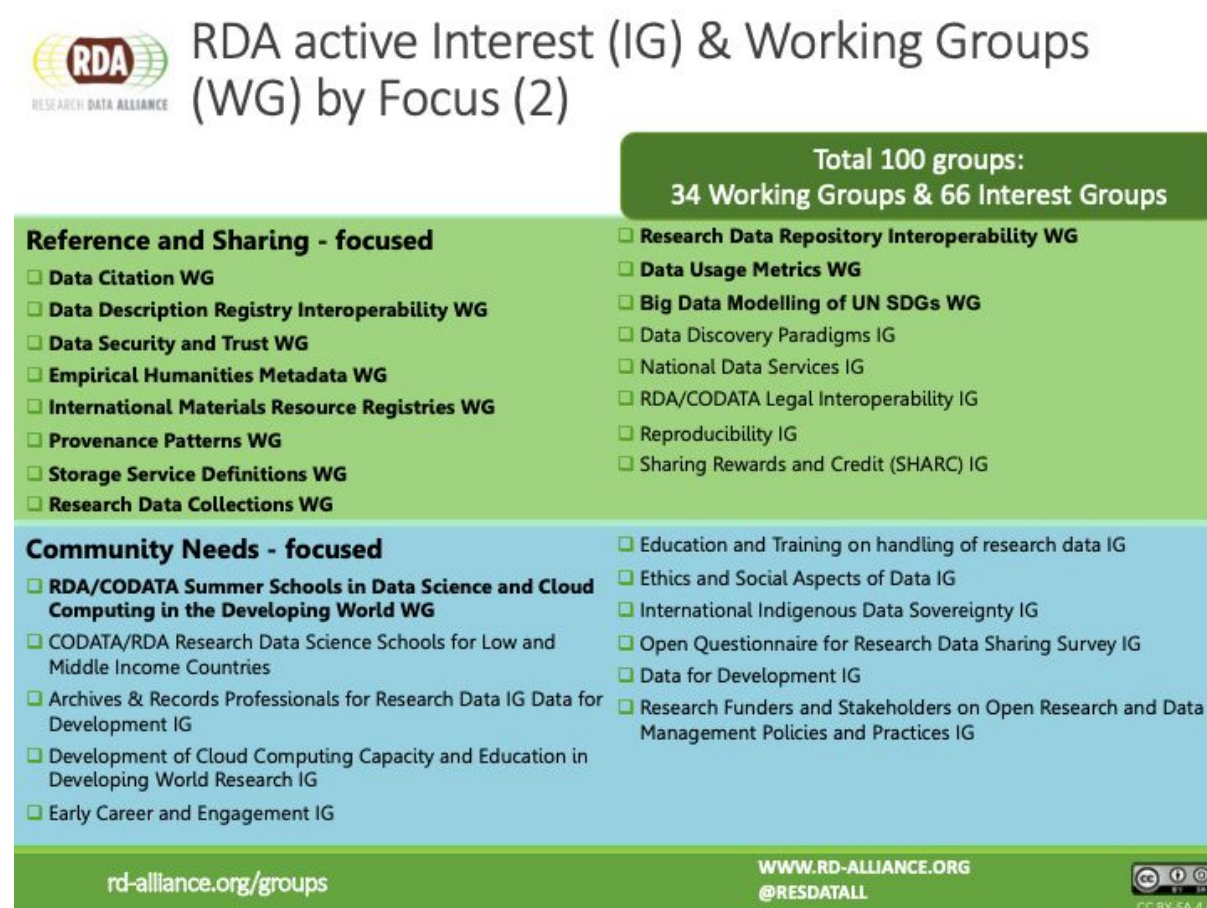 RDA
RESEARCH DATA ALLIANCE
RDA active Interest (IG) & Working Groups
(WG) by Focus (2)
Total 100 groups:
34 Working Groups & 66 Interest Groups
Reference and Sharing - focused
Data Citation WG
Data Description Registry Interoperability WG
Data Security and Trust WG
Empirical Humanities Metadata WG
International Materials Resource Registries WG
Provenance Patterns WG
Storage Service Definitions WG
Research Data Collections WG
Research Data Repository Interoperability WG
Data Usage Metrics WG
Big Data Modelling of UN SDGs WG
Data Discovery Paradigms IG
National Data Services IG
RDA/CODATA Legal Interoperability IG
Reproducibility IG
Sharing Rewards and Credit (SHARC) IG
Community Needs - focused
RDA/CODATA Summer Schools in Data Science and Cloud
Computing in the Developing World WG
CODATA/RDA Research Data Science Schools for Low and
Middle Income Countries
Archives & Records Professionals for Research Data IG Data for
Development IG
Development of Cloud Computing Capacity and Education in
Developing World Research IG
Early Career and Engagement IG
Education and Training on handling of research data IG
Ethics and Social Aspects of Data IG
International Indigenous Data Sovereignty IG
Open Questionnaire for Research Data Sharing Survey IG
Data for Development IG
Research Funders and Stakeholders on Open Research and Data
Management Policies and Practices IG
rd-alliance.org/groups
WWW.RD-ALLIANCE.ORG
@RESDATALL
cc
BY